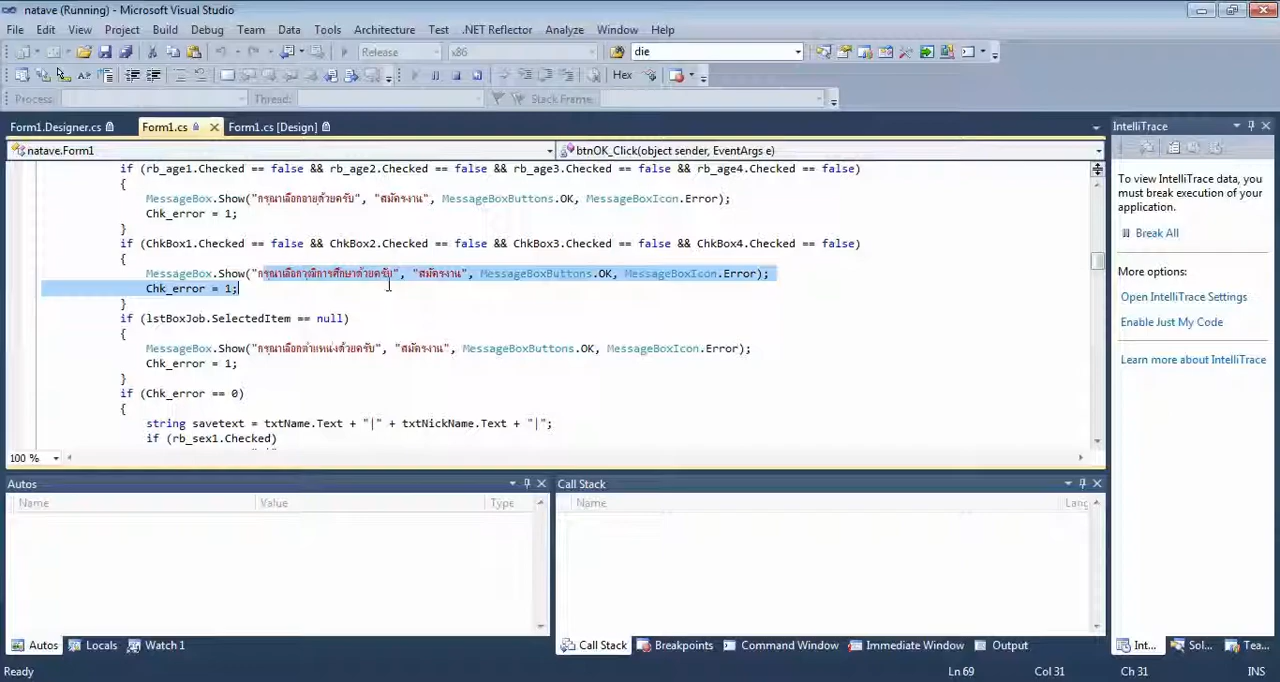 natave (Running) - Microsoft Visual Studio
File Edit View Project Build Debug Team Data Tools Architecture Test .NET Reflector Analyze Window Help
Release x86 die
Hex
Process: Thread: Stack Frame:
Form1.Designer.cs Form1.cs Form1.cs [Design]
natave.Form1 btnOK_Click(object sender, EventArgs e)
if (rb_age1.Checked == false && rb_age2.Checked == false && rb_age3.Checked == false && rb_age4.Checked == false)
{
MessageBox.Show("กรุณาเลือกอายุด้วยครับ", "สมัครงาน", MessageBoxButtons.OK, MessageBoxIcon.Error);
Chk_error = 1;
}
if (ChkBox1.Checked == false && ChkBox2.Checked == false && ChkBox3.Checked == false && ChkBox4.Checked == false)
{
MessageBox.Show("กรุณาเลือกวุฒิการศึกษาด้วยครับ", "สมัครงาน", MessageBoxButtons.OK, MessageBoxIcon.Error);
Chk_error = 1;
}
if (lstBoxJob.SelectedItem == null)
{
MessageBox.Show("กรุณาเลือกตำแหน่งด้วยครับ", "สมัครงาน", MessageBoxButtons.OK, MessageBoxIcon.Error);
Chk_error = 1;
}
if (Chk_error == 0)
{
string savetext = txtName.Text + "|" + txtNickName.Text + "|";
if (rb_sex1.Checked)
100 %
IntelliTrace
To view IntelliTrace data, you
must break execution of your
application.
Break All
More options:
Open IntelliTrace Settings
Enable Just My Code
Learn more about IntelliTrace
Autos
Name Value Type
Call Stack
Name Lang
Autos Locals Watch 1
Call Stack Breakpoints Command Window Immediate Window Output
Int... Sol... Tea...
Ready Ln 69 Col 31 Ch 31 INS